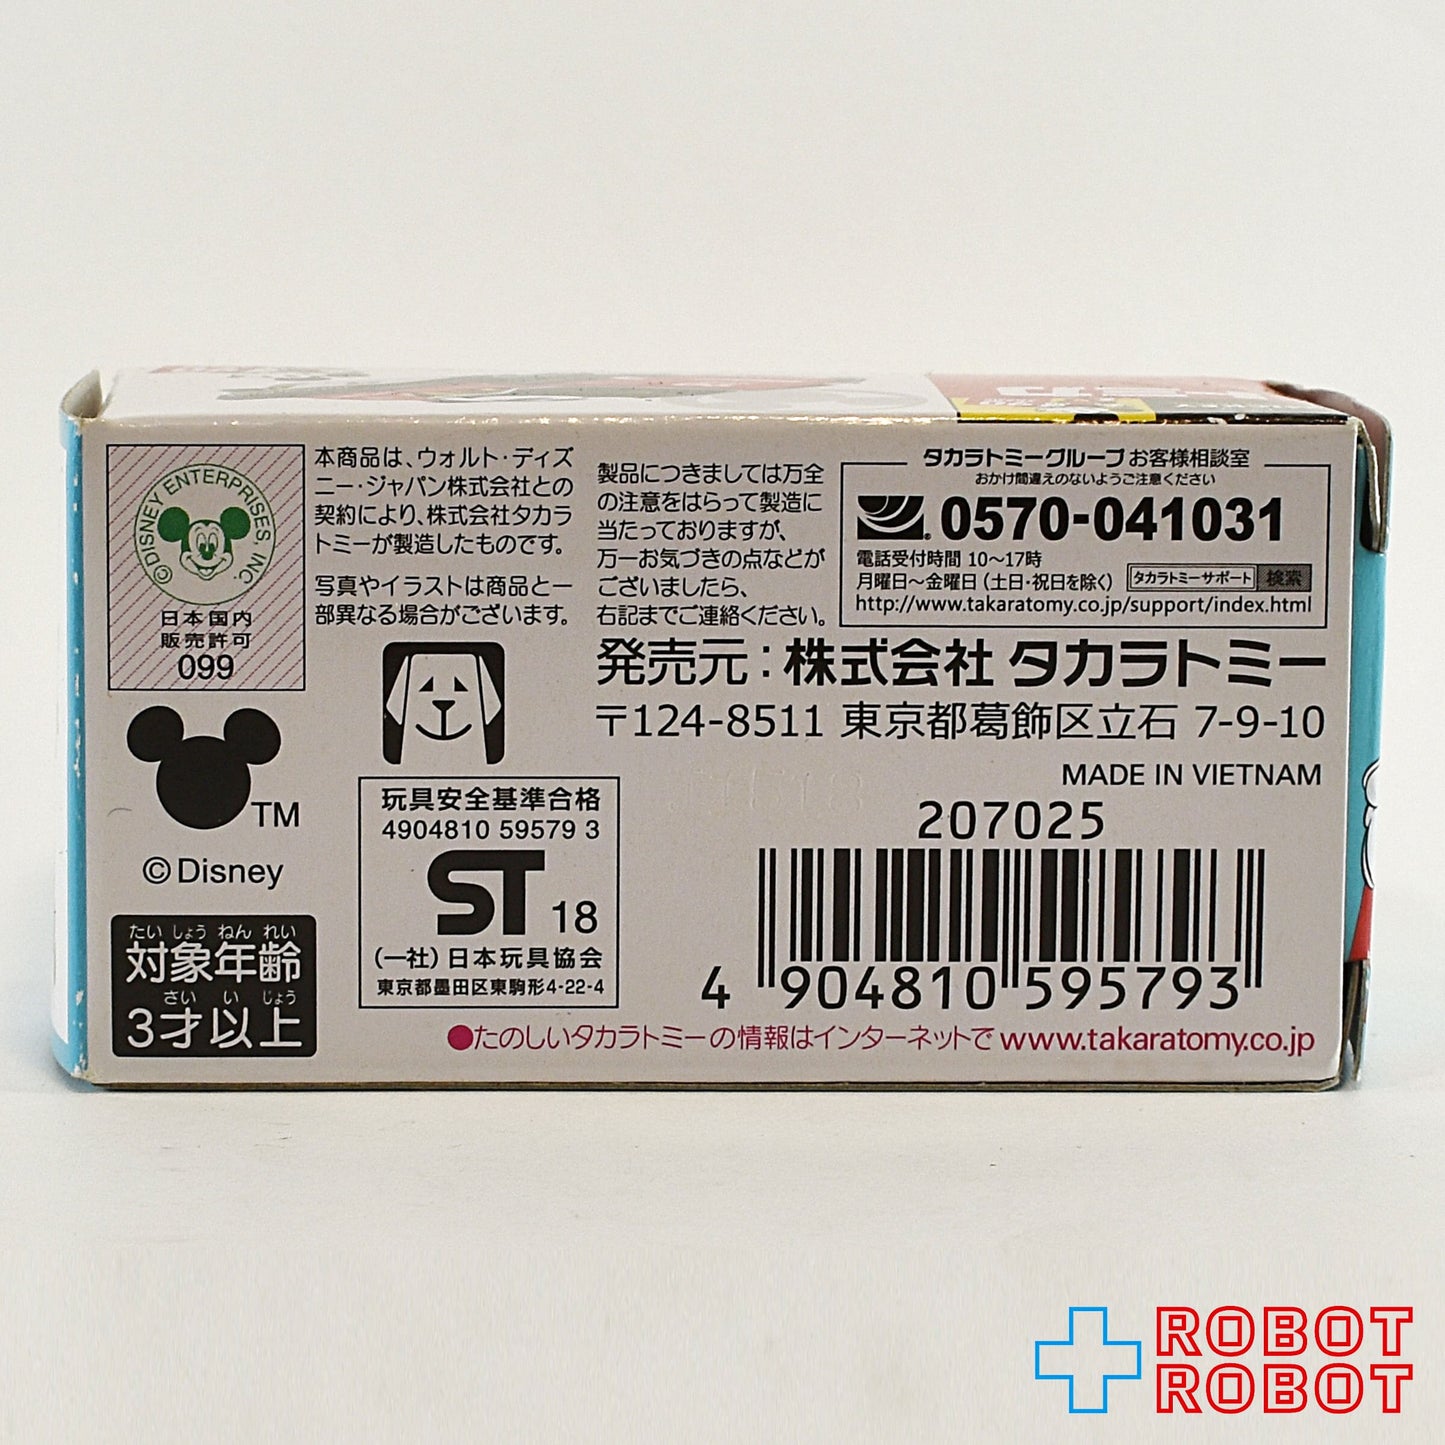 ©DISNEY ENTERPRISES INC.
日本国内
販売許可
099
本商品は、ウォルト・ディズ
ニー・ジャパン株式会社との
契約により、株式会社タカラ
トミーが製造したものです。
写真やイラストは商品と一
部異なる場合がございます。
製品につきましては万全
の注意をはらって製造に
当たっておりますが、
万一お気づきの点などが
ございましたら、
右記までご連絡ください。
タカラトミーグループお客様相談室
おかけ間違えのないようご注意ください
0570-041031
電話受付時間 10～17時
月曜日～金曜日(土日・祝日を除く) タカラトミーサポート 検索
http://www.takaratomy.co.jp/support/index.html
発売元：株式会社 タカラトミー
〒124-8511 東京都葛飾区立石 7-9-10
MADE IN VIETNAM
TM
©Disney
たいしょうねんれい
対象年齢
さい い じょう
3才以上
玩具安全基準合格
4904810 59579 3
ST 18
(一社)日本玩具協会
東京都墨田区東駒形4-22-4
207025
4 904810 595793
●たのしいタカラトミーの情報はインターネットで www.takaratomy.co.jp
ROBOT
ROBOT